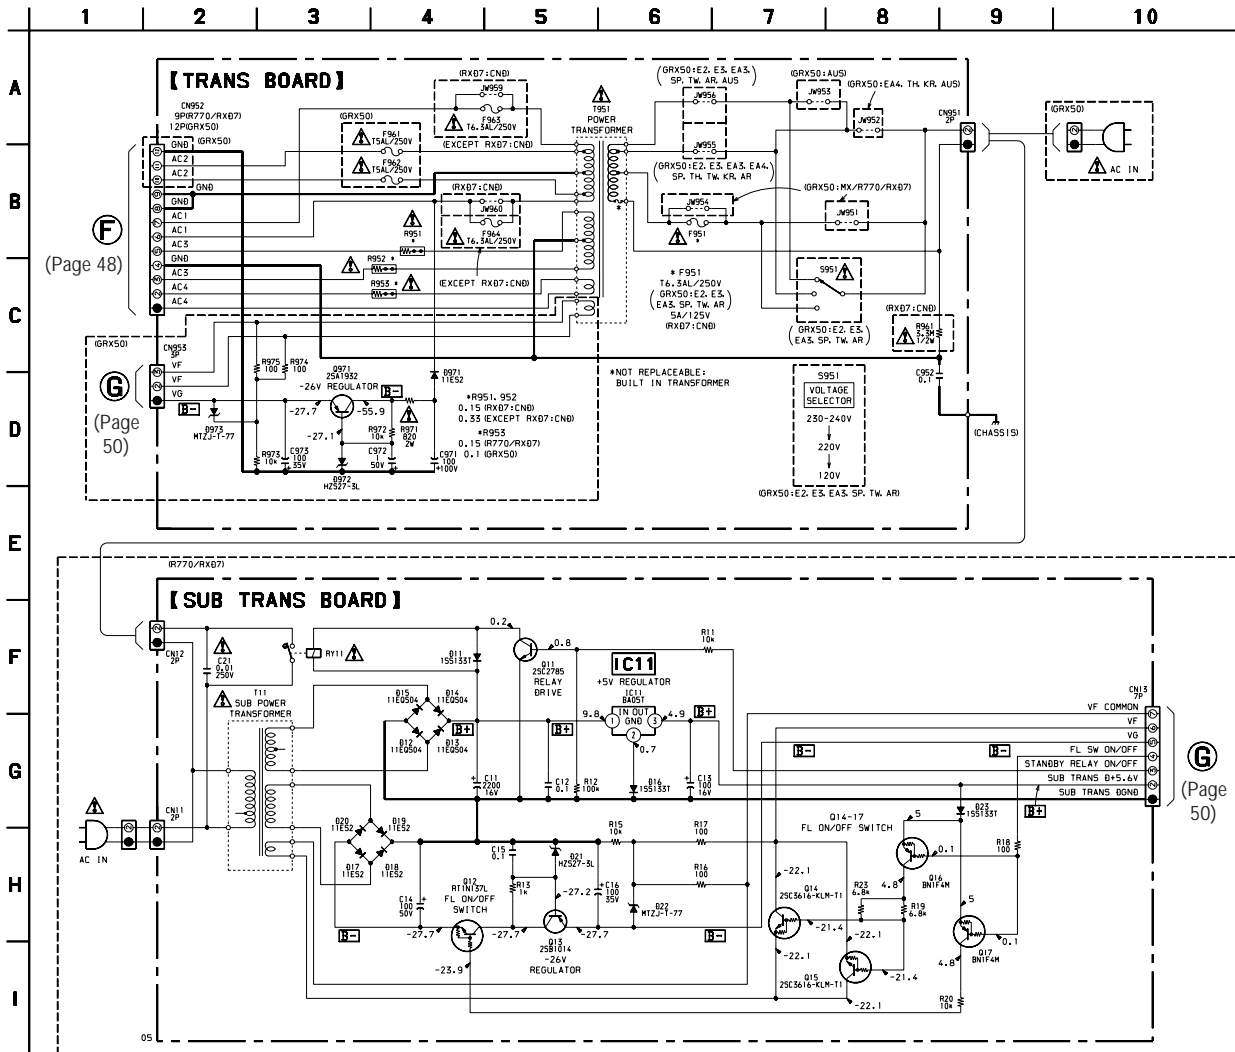 1 2 3 4 5 6 7 8 9 10
A
B
C
D
E
F
G
H
I
【TRANS BOARD】
CN952
9P(R770/RXD7)
12P(GRX50)
(GRX50)
GND
AC2
AC2
GND
GND
AC1
AC1
AC3
GND
AC3
AC4
AC4
F
(Page 48)
(GRX50)
F961
T5AL/250V
F962
T5AL/250V
(RXD7:CND)
JW959
F963
T6.3AL/250V
(EXCEPT RXD7:CND)
(RXD7:CND)
JW960
F964
T6.3AL/250V
(EXCEPT RXD7:CND)
R951
*
R952 *
R953 *
T951
POWER
TRANSFORMER
*
(GRX50:E2. E3. EA3.
SP. TW. AR. AUS)
JW956
JW955
(GRX50:E2. E3. EA3. EA4.
SP. TH. TW. KR. AR)
JW954
F951
*
(GRX50:AUS)
JW953
(GRX50:EA4. TH. KR. AUS)
JW952
(GRX50:MX/R770/RXD7)
JW951
S951
(GRX50:E2. E3.
EA3. SP. TW. AR)
* F951
T6.3AL/250V
(GRX50:E2. E3.
EA3. SP. TW. AR)
5A/125V
(RXD7:CND)
CN951
2P
(GRX50)
AC IN
(RXD7:CND)
R961
3.3M
1/2W
C952
0.1
(CHASSIS)
*NOT REPLACEABLE:
BUILT IN TRANSFORMER
S951
VOLTAGE
SELECTOR
230-240V
220V
120V
(GRX50:E2. E3. EA3. SP. TW. AR)
(GRX50)
CN953
3P
VF
VF
VG
G
(Page
50)
B-
D973
MTZJ-T-77
R975
100
R974
100
R973
10k
C973
100
35V
Q971
2SA1932
-26V REGULATOR
-27.7
-55.9
-27.1
B-
D972
HZS27-3L
R972
10k
C972
1
50V
R971
820
2W
D971
11ES2
C971
100
100V
*R951. 952
0.15 (RXD7:CND)
0.33 (EXCEPT RXD7:CND)
*R953
0.15 (R770/RXD7)
0.1 (GRX50)
(R770/RXD7)
【SUB TRANS BOARD】
CN12
2P
C21
0.01
250V
RY11
T11
SUB POWER
TRANSFORMER
D11
1SS133T
0.2
0.8
Q11
2SC2785
RELAY
DRIVE
IC11
+5V REGULATOR
IC11
BA05T
IN OUT
GND
1
3
2
9.8
4.9
0.7
R11
10k
D15
11EQS04
D14
11EQS04
D12
11EQS04
D13
11EQS04
B+
B+
B+
C11
2200
16V
C12
0.1
R12
100k
D16
1SS133T
C13
100
16V
CN13
7P
VF COMMON
VF
VG
FL SW ON/OFF
STANDBY RELAY ON/OFF
SUB TRANS D+5.6V
SUB TRANS DGND
B-
B-
B+
G
(Page
50)
AC IN
CN11
2P
D20
11ES2
D19
11ES2
D17
11ES2
D18
11ES2
C14
100
50V
B-
Q12
RT1N137L
FL ON/OFF
SWITCH
-27.7
-23.9
C15
0.1
R13
1k
D21
HZS27-3L
-27.2
-27.7
-27.7
Q13
2SB1014
-26V
REGULATOR
C16
100
35V
R15
10k
D22
MTZJ-T-77
R17
100
R16
100
B-
Q14-17
FL ON/OFF SWITCH
-22.1
Q14
2SC3616-KLM-T1
-21.4
-22.1
Q15
2SC3616-KLM-T1
-22.1
-21.4
-22.1
R23
6.8k
R19
6.8k
5
0.1
4.8
Q16
BN1F4M
D23
1SS133T
R18
100
5
0.1
4.8
Q17
BN1F4M
R20
10k
05